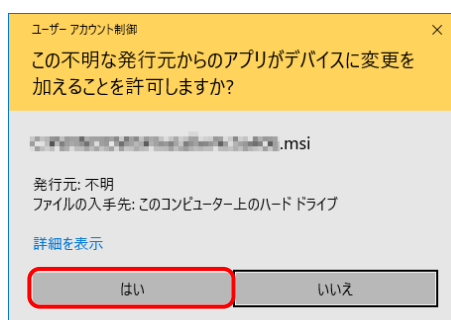 ユーザー アカウント制御
この不明な発行元からのアプリがデバイスに変更を
加えることを許可しますか?
.msi
発行元: 不明
ファイルの入手先: このコンピューター上のハード ドライブ
詳細を表示
はい
いいえ